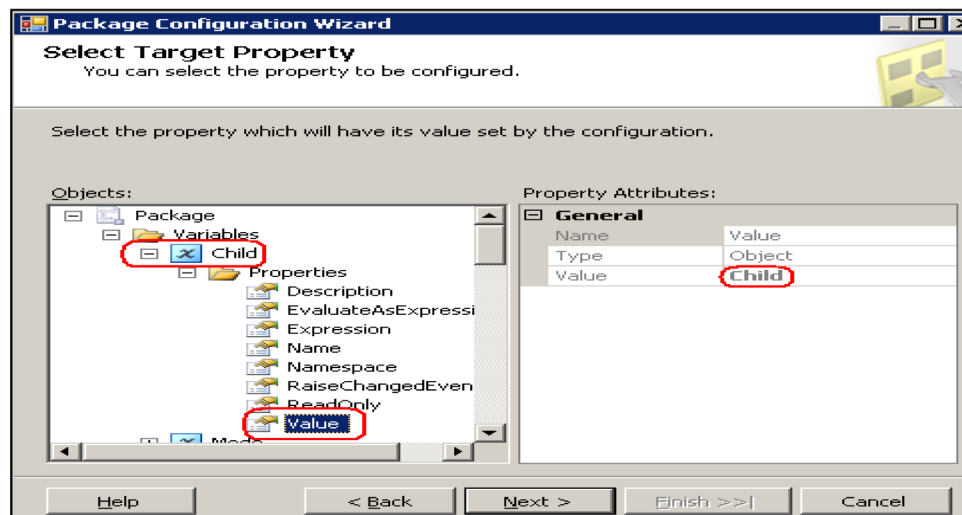 Package Configuration Wizard
Select Target Property
You can select the property to be configured.
Select the property which will have its value set by the configuration.
Objects:
Package
Variables
Child
Properties
Description
EvaluateAsExpressi
Expression
Name
Namespace
RaiseChangedEven
ReadOnly
Value
Mode
Property Attributes:
General
Name Value
Type Object
Value Child
Help
< Back
Next >
Finish >>|
Cancel